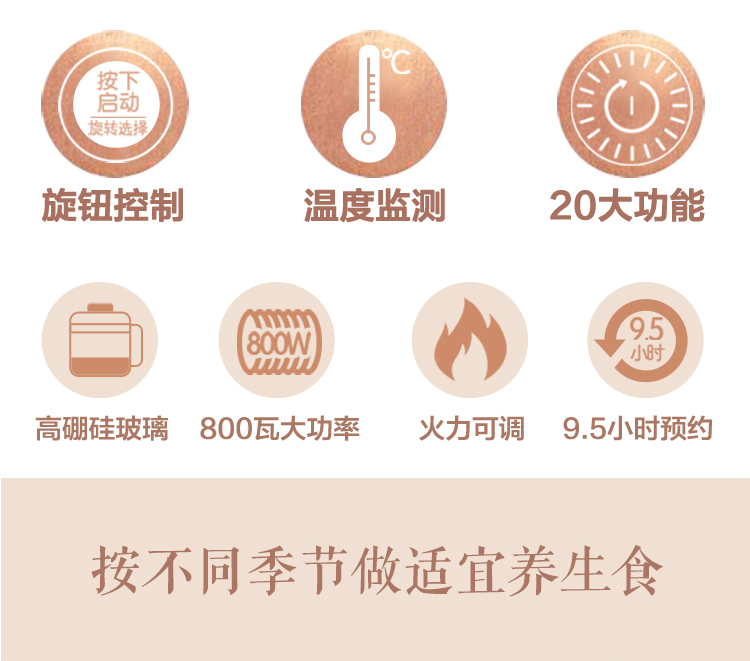 按下
启动
旋转选择
℃
旋钮控制
温度监测
20大功能
800W
9.5
小时
高硼硅玻璃
800瓦大功率
火力可调
9.5小时预约
按不同季节做适宜养生食